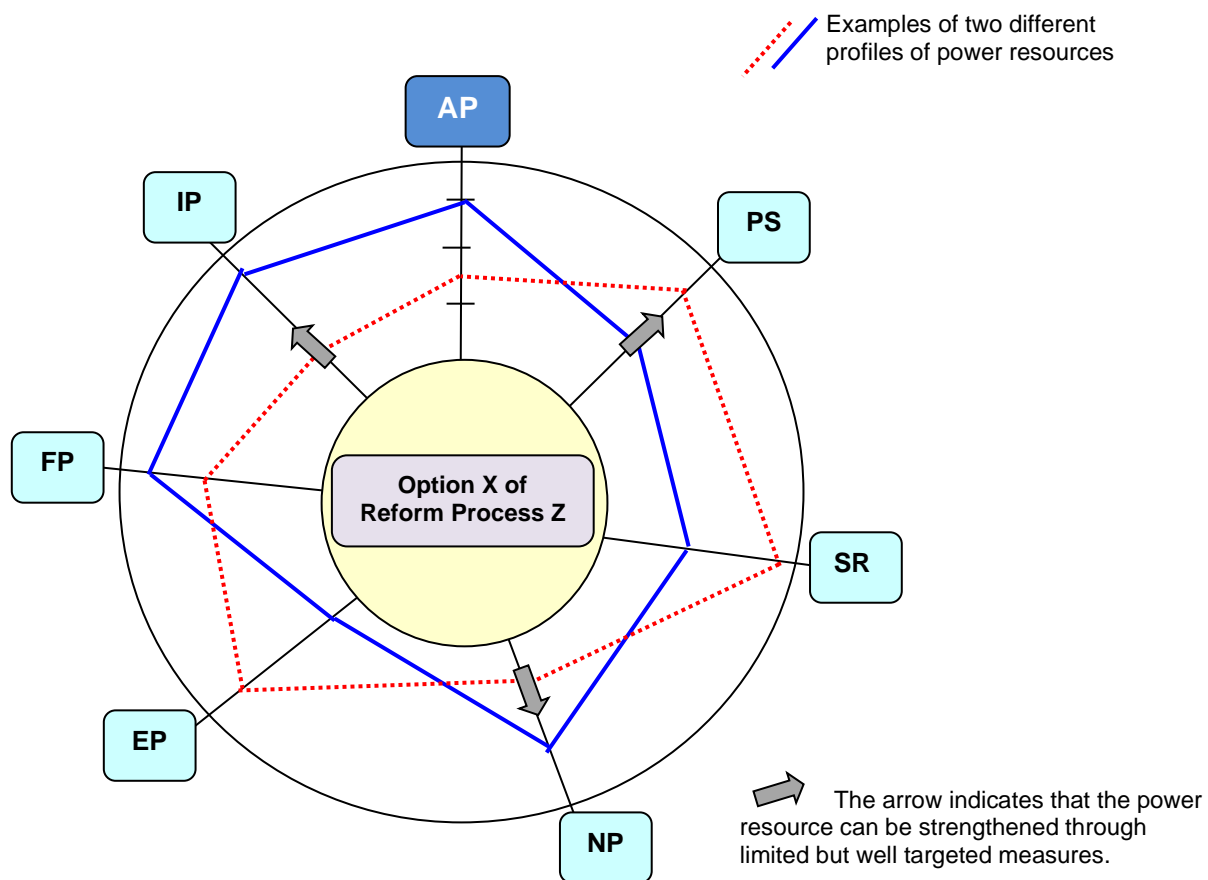 Examples of two different
profiles of power resources
AP
IP
PS
FP
Option X of
Reform Process Z
SR
EP
NP
The arrow indicates that the power
resource can be strengthened through
limited but well targeted measures.